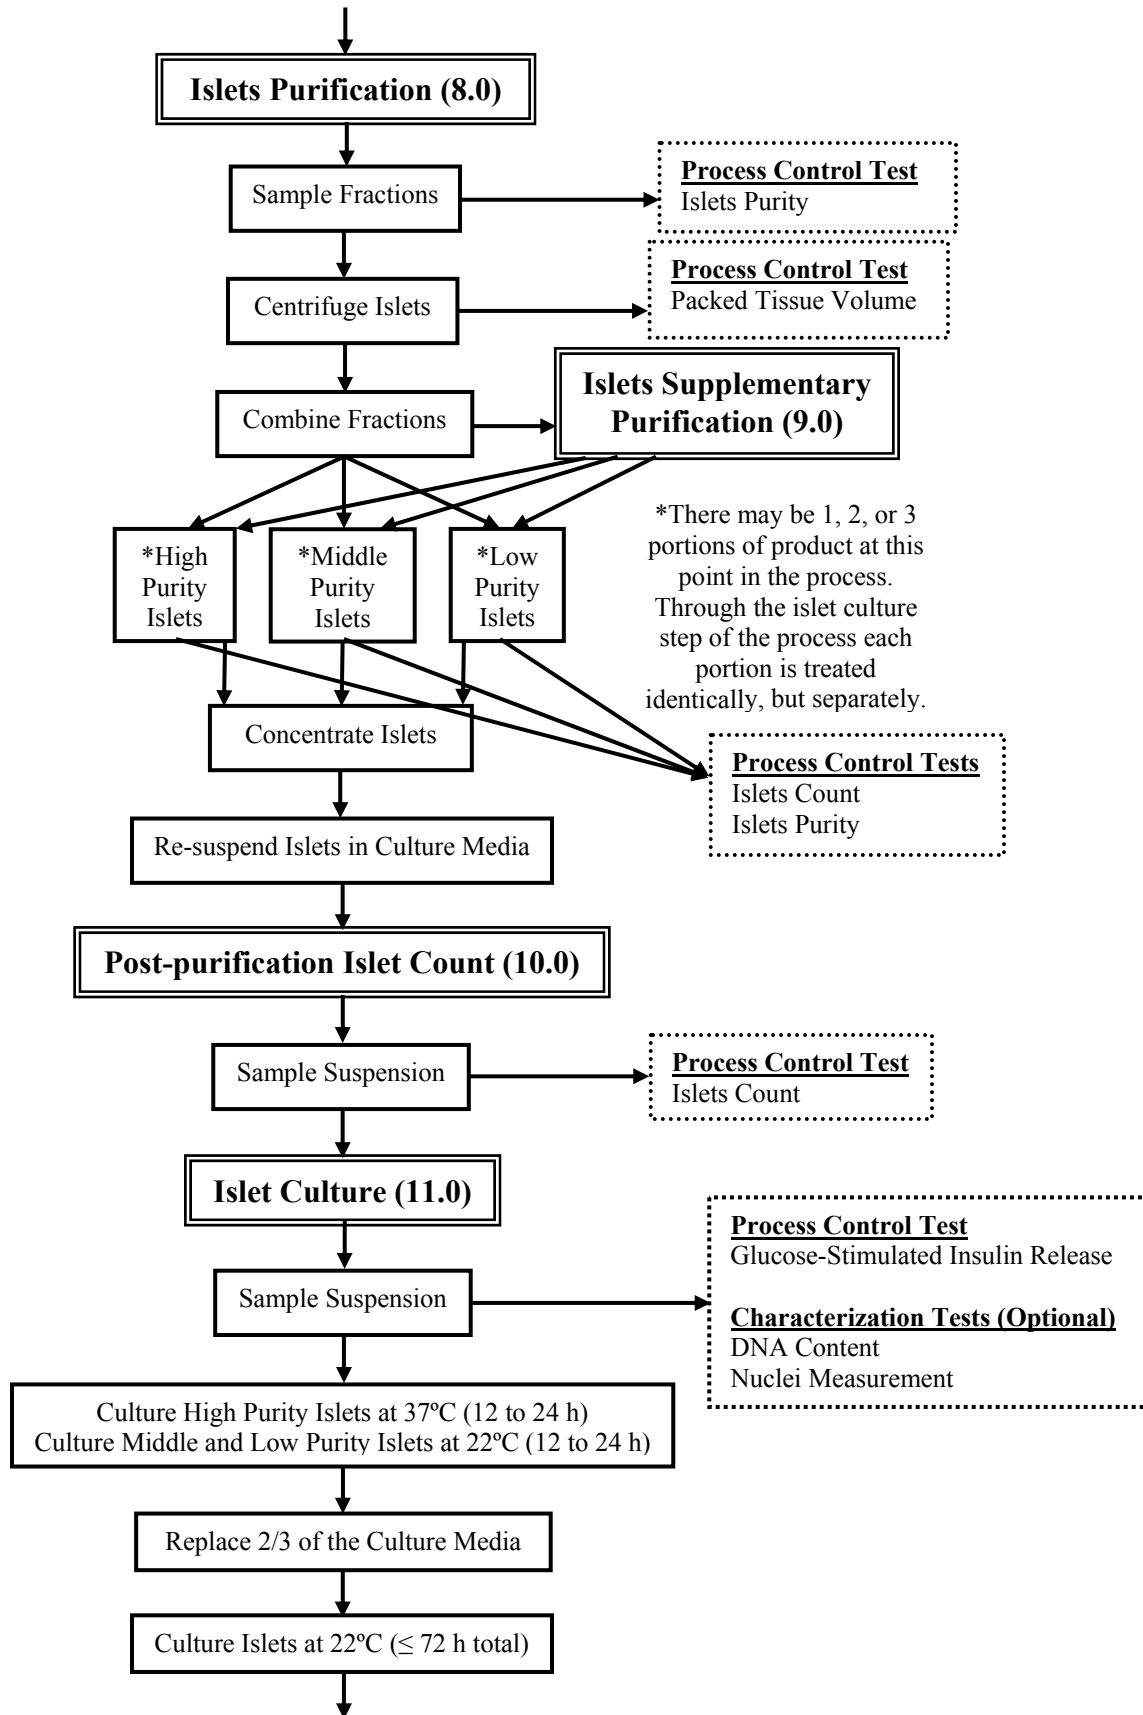 Islets Purification (8.0)
Sample Fractions
Process Control Test
Islets Purity
Centrifuge Islets
Process Control Test
Packed Tissue Volume
Combine Fractions
Islets Supplementary
Purification (9.0)
*High
Purity
Islets
*Middle
Purity
Islets
*Low
Purity
Islets
*There may be 1, 2, or 3
portions of product at this
point in the process.
Through the islet culture
step of the process each
portion is treated
identically, but separately.
Concentrate Islets
Process Control Tests
Islets Count
Islets Purity
Re-suspend Islets in Culture Media
Post-purification Islet Count (10.0)
Sample Suspension
Process Control Test
Islets Count
Islet Culture (11.0)
Sample Suspension
Process Control Test
Glucose-Stimulated Insulin Release
Characterization Tests (Optional)
DNA Content
Nuclei Measurement
Culture High Purity Islets at 37ºC (12 to 24 h)
Culture Middle and Low Purity Islets at 22ºC (12 to 24 h)
Replace 2/3 of the Culture Media
Culture Islets at 22ºC (≤ 72 h total)